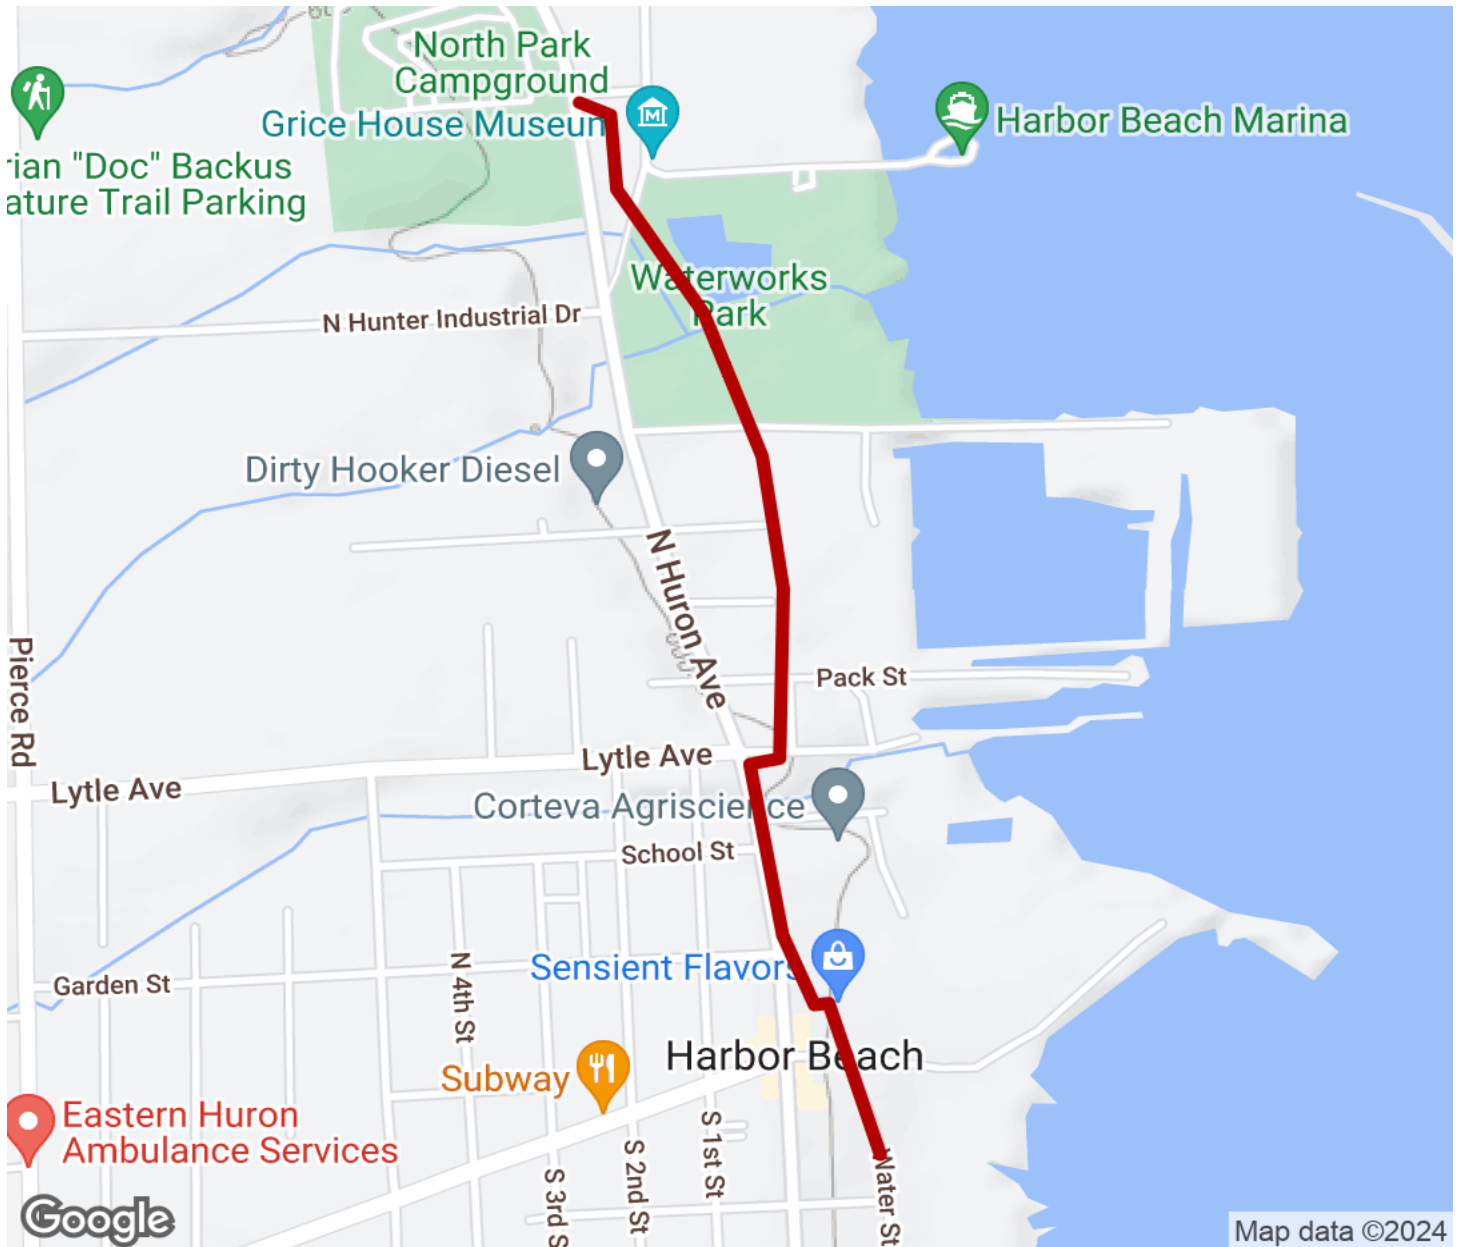 North Park
Campground
Grice House Museum
Harbor Beach Marina
rian "Doc" Backus
ature Trail Parking
Waterworks
Park
N Hunter Industrial Dr
Dirty Hooker Diesel
N Huron Ave
Pierce Rd
Pack St
Lytle Ave
Lytle Ave
Corteva Agriscience
School St
Sensient Flavors
Garden St
N 4th St
Harbor Beach
Subway
Eastern Huron
Ambulance Services
S 1st St
S 2nd St
S 3rd S
Water St
Google
Map data ©2024